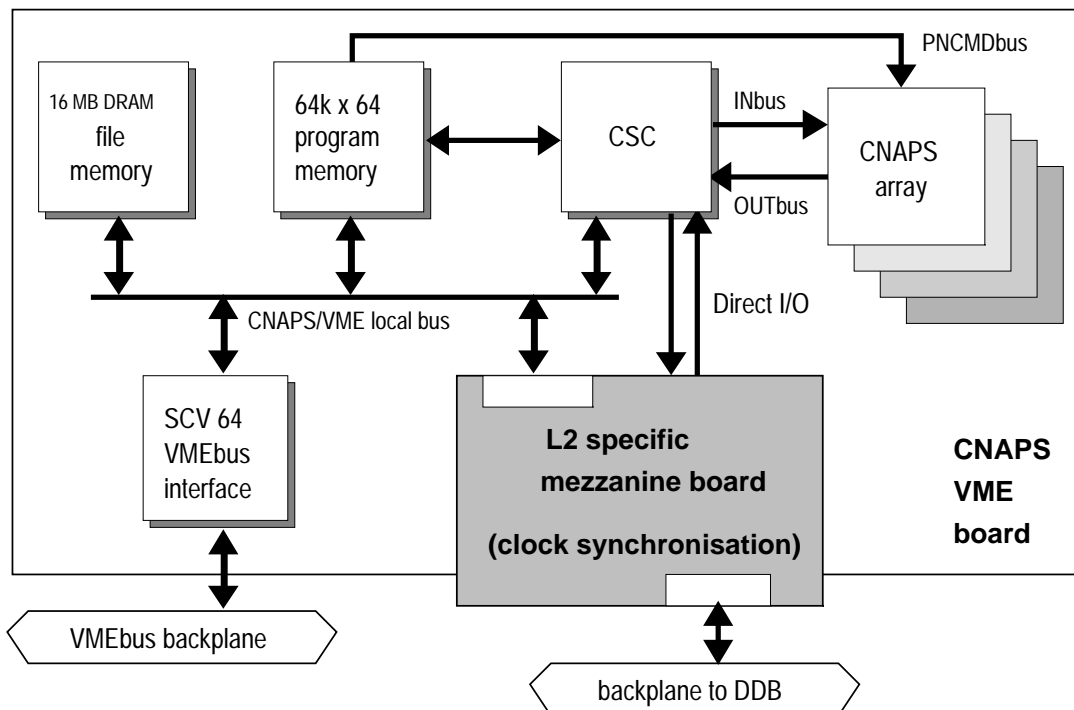 PNCMDbus
16 MB DRAM
file
memory
64k x 64
program
memory
CSC
INbus
OUTbus
CNAPS
array
CNAPS/VME local bus
Direct I/O
SCV 64
VMEbus
interface
L2 specific
mezzanine board
(clock synchronisation)
CNAPS
VME
board
VMEbus backplane
backplane to DDB